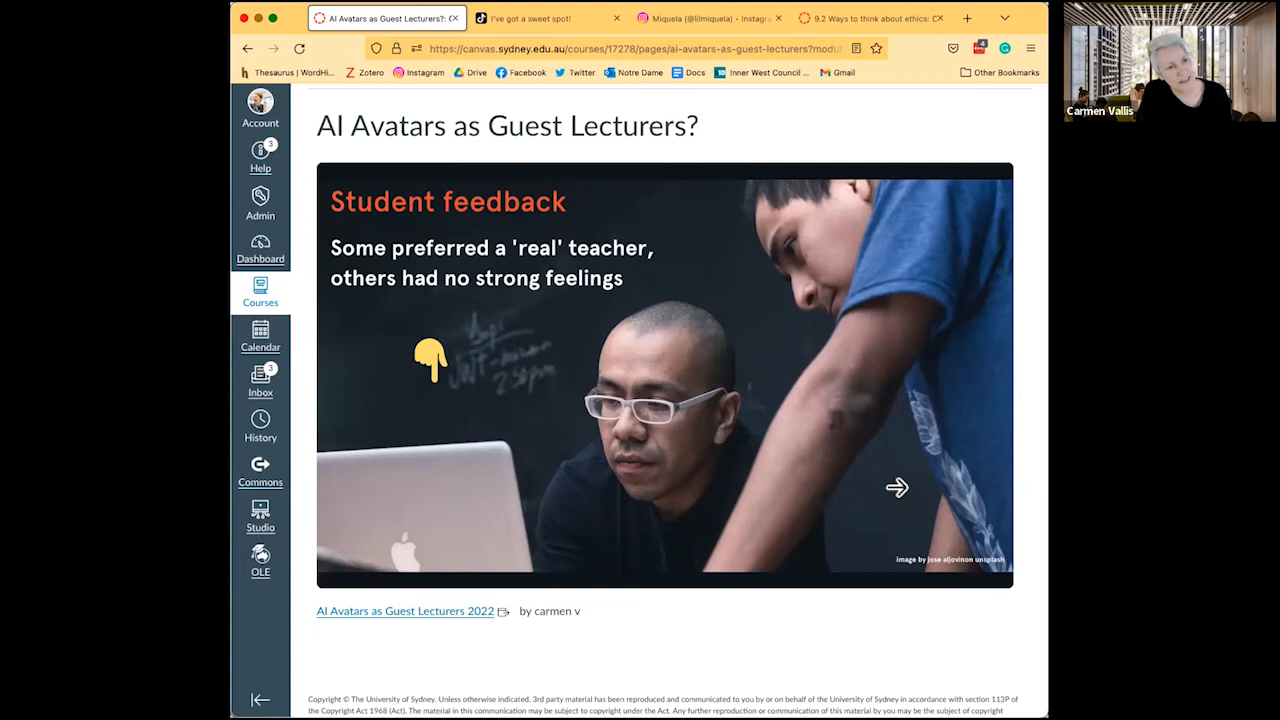 AI Avatars as Guest Lecturers?: C
I've got a sweet spot!
Miquela (@lilmiquela) • Instagra
9.2 Ways to think about ethics: C
https://canvas.sydney.edu.au/courses/17278/pages/ai-avatars-as-guest-lecturers?modu
4
Thesaurus | WordHi...
Zotero
Instagram
Drive
Facebook
Twitter
Notre Dame
Docs
10
Inner West Council ...
Gmail
Other Bookmarks
Carmen Vallis
Account
3
Help
Admin
Dashboard
Courses
Calendar
3
Inbox
History
Commons
Studio
OLE
AI Avatars as Guest Lecturers?
Student feedback
Some preferred a 'real' teacher,
others had no strong feelings
2:50pm
image by jose aljovinon unsplash
AI Avatars as Guest Lecturers 2022 by carmen v
Copyright © The University of Sydney. Unless otherwise indicated, 3rd party material has been reproduced and communicated to you by or on behalf of the University of Sydney in accordance with section 113P of
the Copyright Act 1968 (Act). The material in this communication may be subject to copyright under the Act. Any further reproduction or communication of this material by you may be the subject of copyright